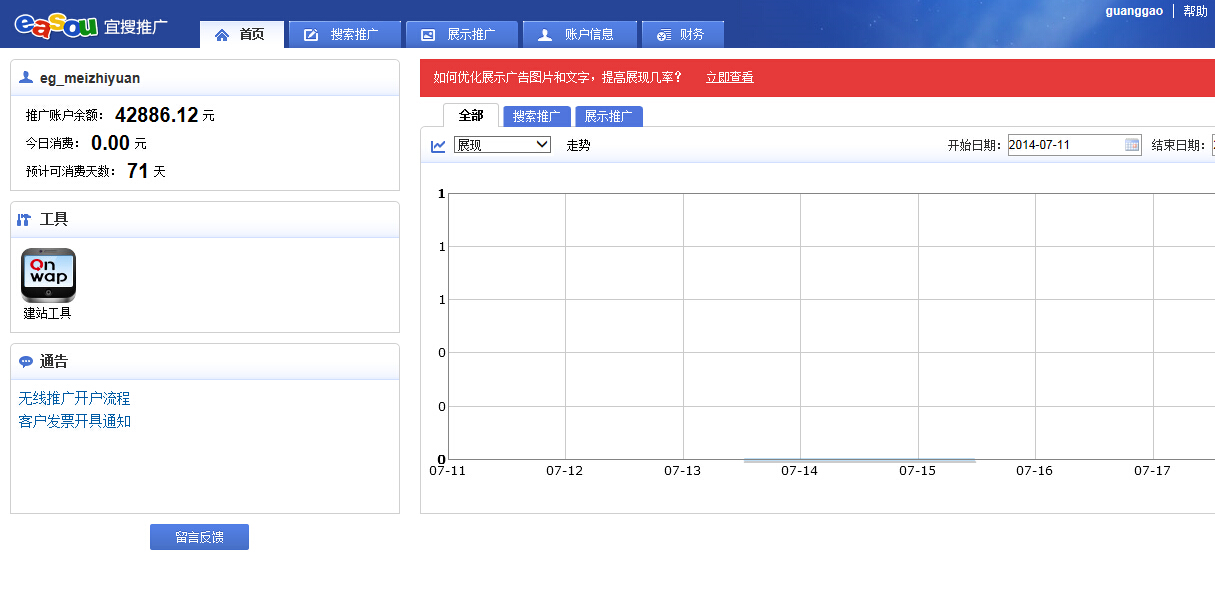 easou 宜搜推广
首页 搜索推广 展示推广 账户信息 财务
guanggao 帮助
eg_meizhiyuan
推广账户余额： 42886.12 元
今日消费： 0.00 元
预计可消费天数： 71 天
工具
Qn
wap
建站工具
通告
无线推广开户流程
客户发票开具通知
留言反馈
如何优化展示广告图片和文字，提高展现几率？ 立即查看
全部 搜索推广 展示推广
展现 走势 开始日期： 2014-07-11 结束日期：
1
1
1
0
0
0
07-11 07-12 07-13 07-14 07-15 07-16 07-17